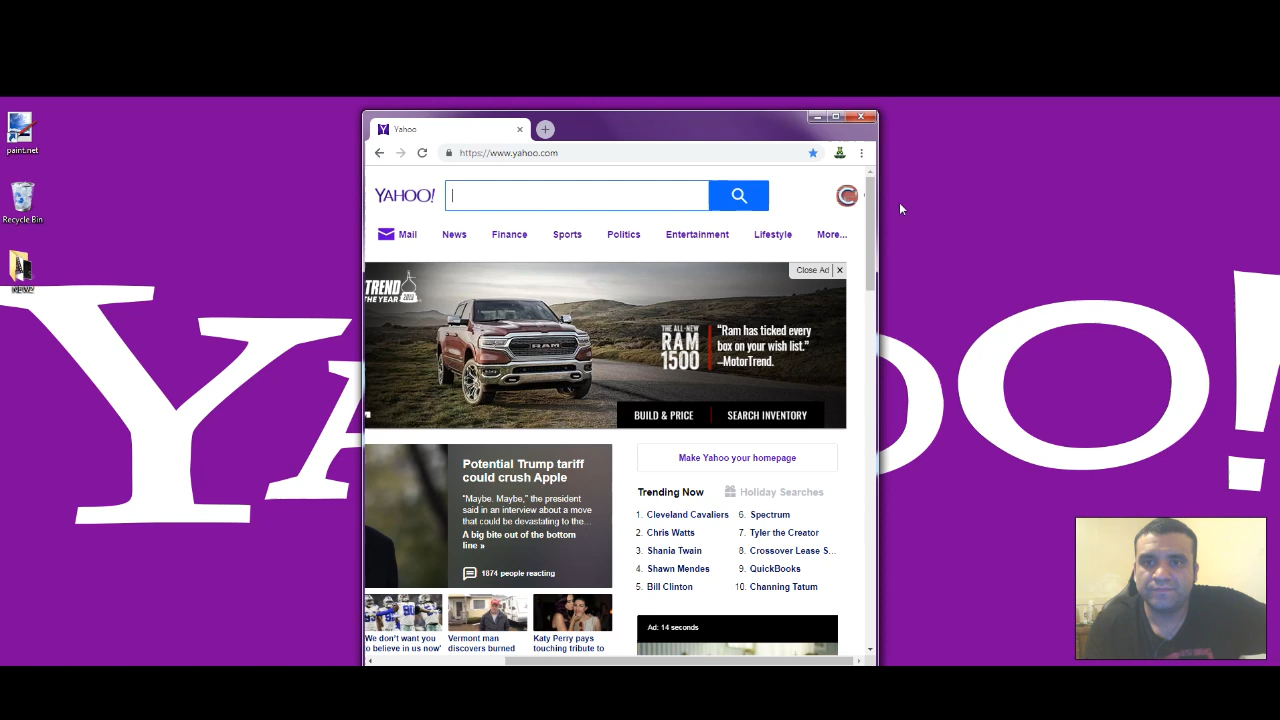 paint.net
Recycle Bin
NEW2
Yahoo
https://www.yahoo.com
YAHOO!
Mail
News
Finance
Sports
Politics
Entertainment
Lifestyle
More...
Close Ad
TREND
THE YEAR
THE ALL-NEW
RAM
1500
"Ram has ticked every
box on your wish list."
–MotorTrend.
RAM
BUILD & PRICE
SEARCH INVENTORY
Potential Trump tariff
could crush Apple
"Maybe. Maybe," the president
said in an interview about a move
that could be devastating to the...
A big bite out of the bottom
line »
1874 people reacting
Make Yahoo your homepage
Trending Now
Holiday Searches
1. Cleveland Cavaliers
2. Chris Watts
3. Shania Twain
4. Shawn Mendes
5. Bill Clinton
6. Spectrum
7. Tyler the Creator
8. Crossover Lease S...
9. QuickBooks
10. Channing Tatum
'We don't want you
to believe in us now'
Vermont man
discovers burned
Katy Perry pays
touching tribute to
Ad: 14 seconds
YAHOO!